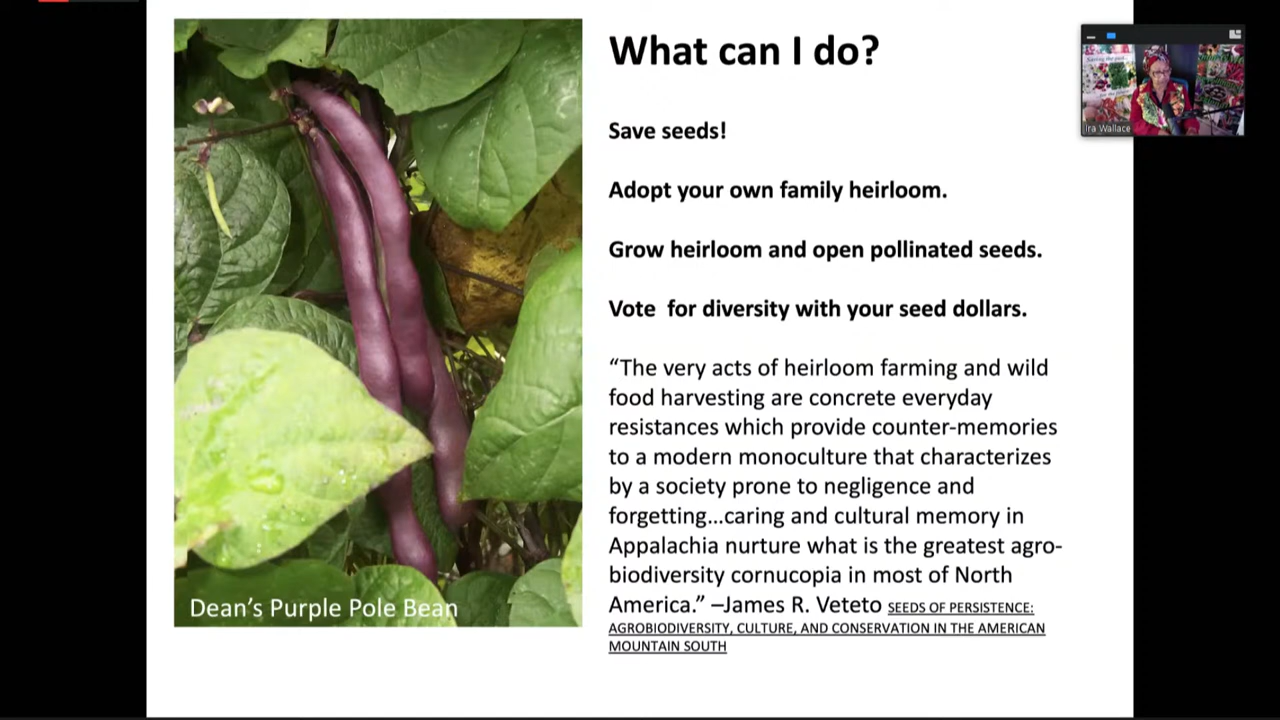 What can I do?
Save seeds!
Adopt your own family heirloom.
Grow heirloom and open pollinated seeds.
Vote  for diversity with your seed dollars.
“The very acts of heirloom farming and wild
food harvesting are concrete everyday
resistances which provide counter-memories
to a modern monoculture that characterizes
by a society prone to negligence and
forgetting…caring and cultural memory in
Appalachia nurture what is the greatest agro-
biodiversity cornucopia in most of North
America.” –James R. Veteto SEEDS OF PERSISTENCE:
AGROBIODIVERSITY, CULTURE, AND CONSERVATION IN THE AMERICAN
MOUNTAIN SOUTH
Dean’s Purple Pole Bean
Ira Wallace